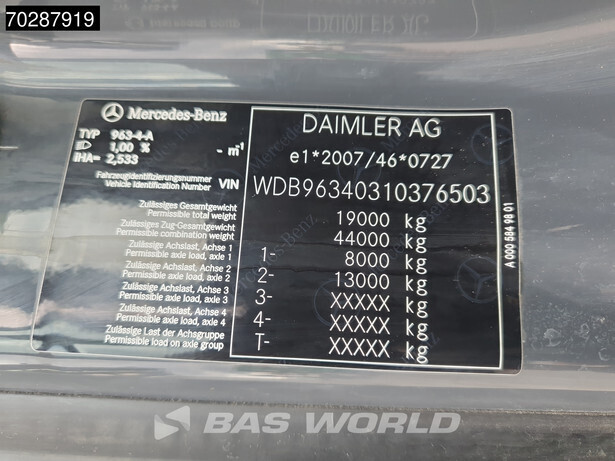 70287919
Mercedes-Benz
TYP 963-4-A
1,00 % - m⁻¹
IHA= 2,533
Fahrzeugidentifizierungsnummer
Vehicle Identification Number VIN
Zulässiges Gesamtgewicht
Permissible total weight
Zulässiges Zug-Gesamtgewicht
Permissible combination weight
Zulässige Achslast, Achse 1
Permissible axle load, axle 1
Zulässige Achslast, Achse 2
Permissible axle load, axle 2
Zulässige Achslast, Achse 3
Permissible axle load, axle 3
Zulässige Achslast, Achse 4
Permissible axle load, axle 4
Zulässige Last der Achsgruppe
Permissible load on axle group
DAIMLER AG
e1*2007/46*0727
WDB96340310376503
19000 kg
44000 kg
1- 8000 kg
2- 13000 kg
3- XXXXX kg
4- XXXXX kg
T- XXXXX kg
A 000 584 98 01
BAS WORLD